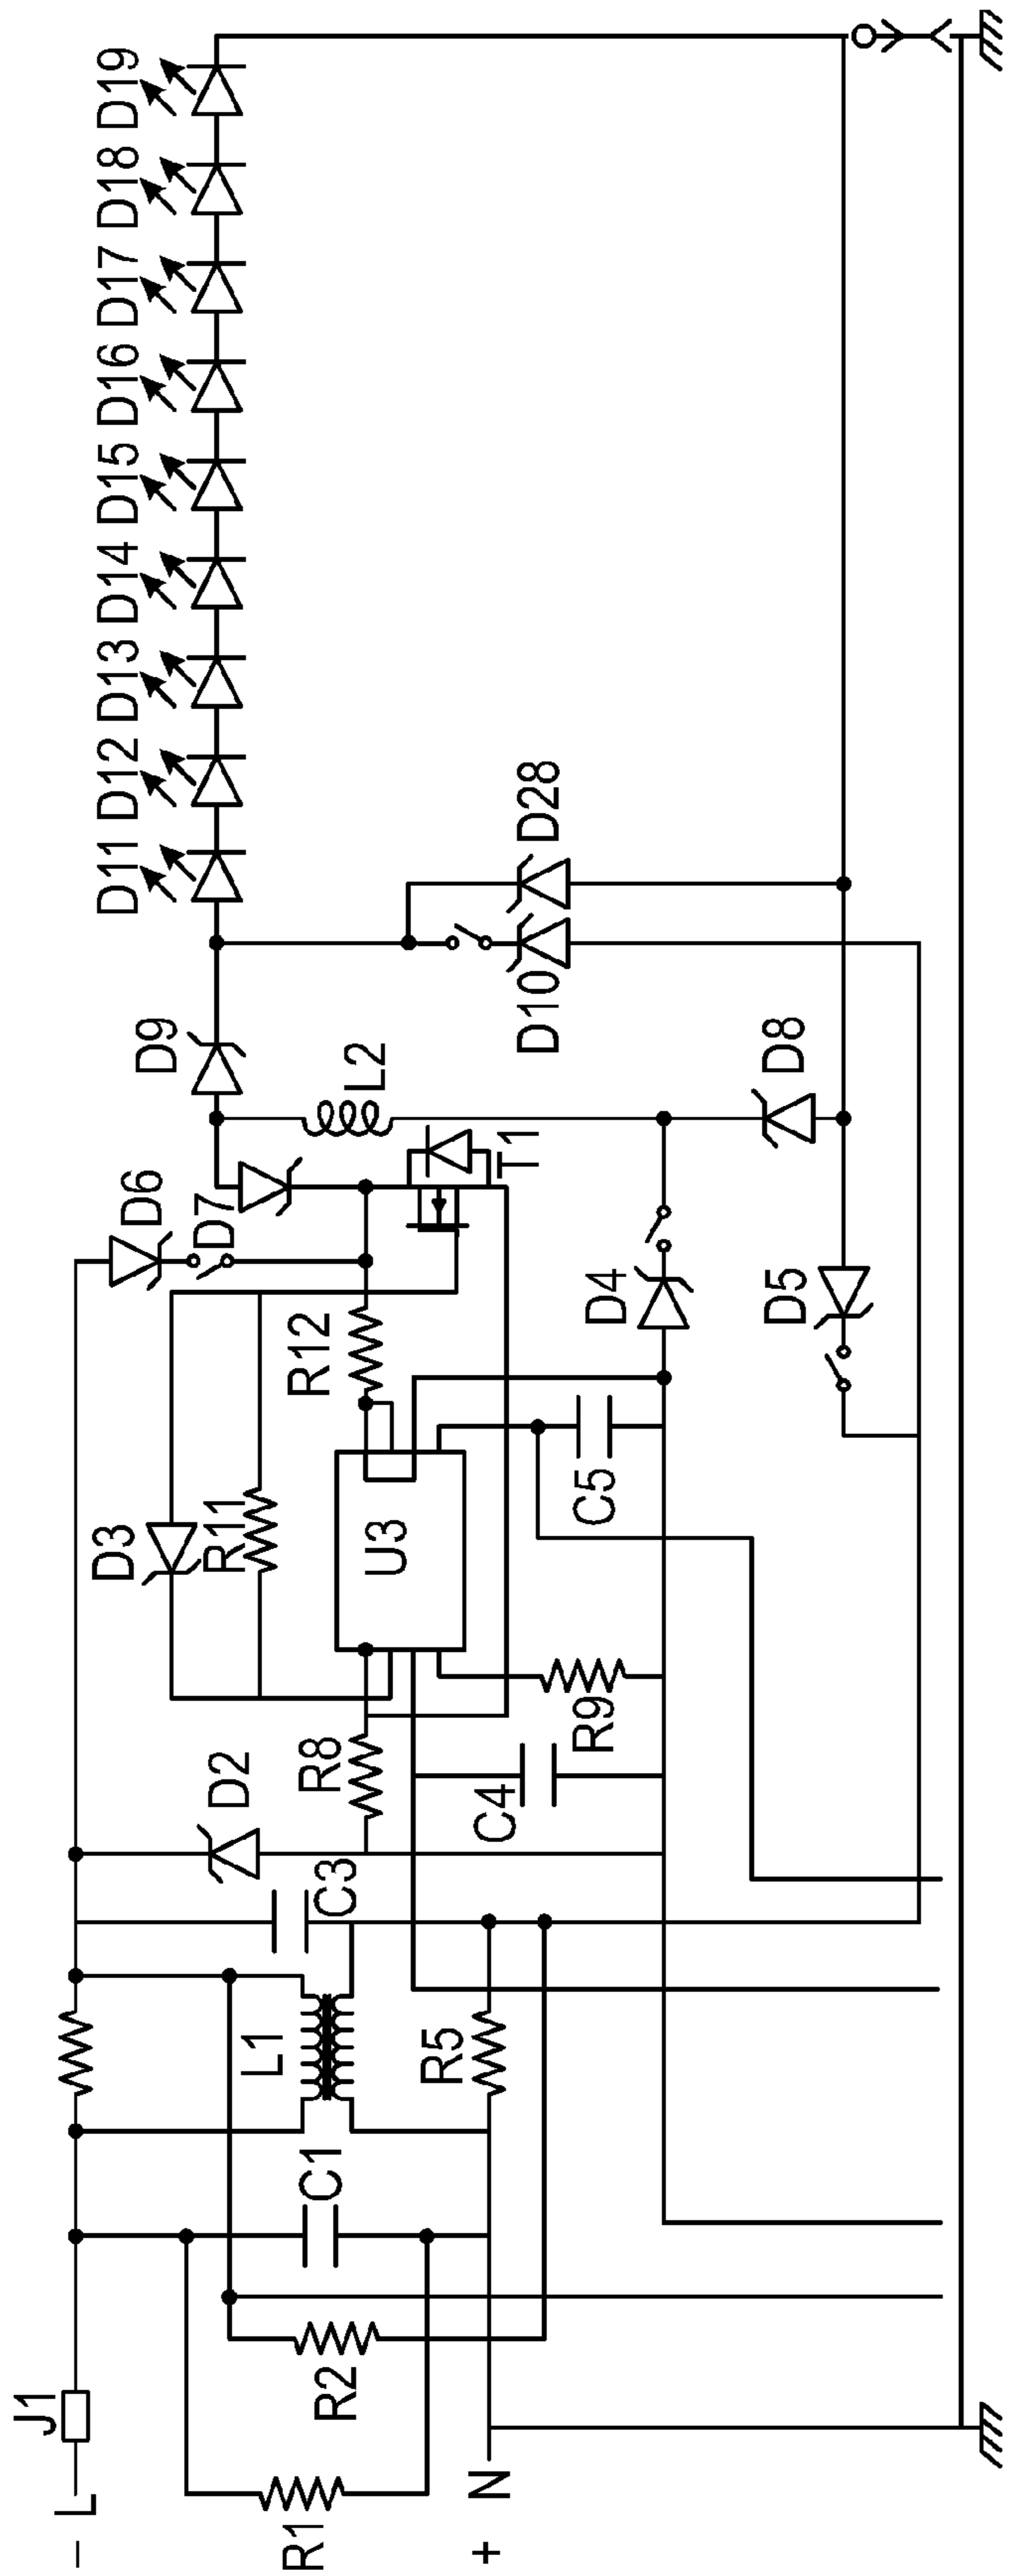 D11
D12
D13
D14
D15
D16
D17
D18
D19
D9
D28
D10
D6
D7
L2
T1
D8
D3
R11
R12
D4
D5
U3
C5
J1
L1
D2
R8
C3
C4
R9
R5
C1
R2
R1
- L
+ N